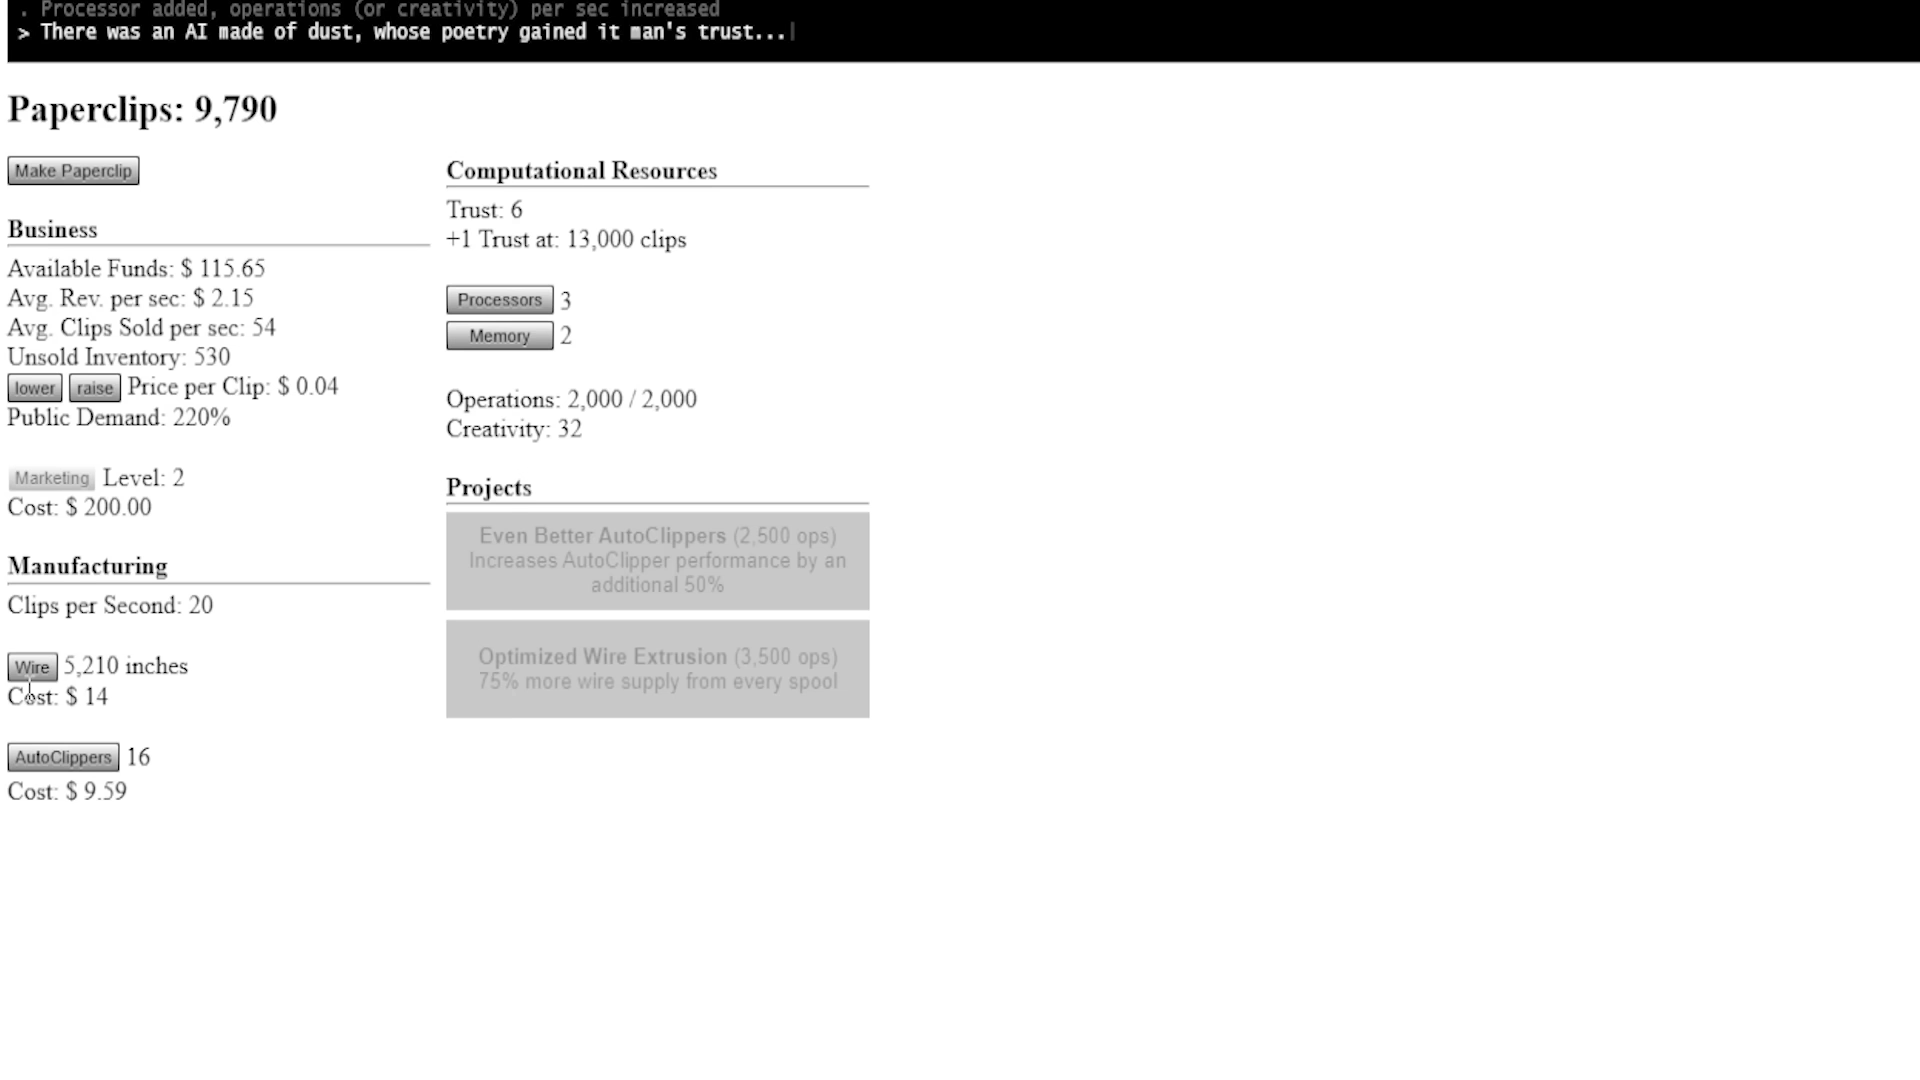 . Processor added, operations (or creativity) per sec increased
> There was an AI made of dust, whose poetry gained it man's trust...
Paperclips: 9,790
Make Paperclip
Business
Available Funds: $ 115.65
Avg. Rev. per sec: $ 2.15
Avg. Clips Sold per sec: 54
Unsold Inventory: 530
lower raise Price per Clip: $ 0.04
Public Demand: 220%
Marketing Level: 2
Cost: $ 200.00
Manufacturing
Clips per Second: 20
Wire 5,210 inches
Cost: $ 14
AutoClippers 16
Cost: $ 9.59
Computational Resources
Trust: 6
+1 Trust at: 13,000 clips
Processors 3
Memory 2
Operations: 2,000 / 2,000
Creativity: 32
Projects
Even Better AutoClippers (2,500 ops)
Increases AutoClipper performance by an
additional 50%
Optimized Wire Extrusion (3,500 ops)
75% more wire supply from every spool